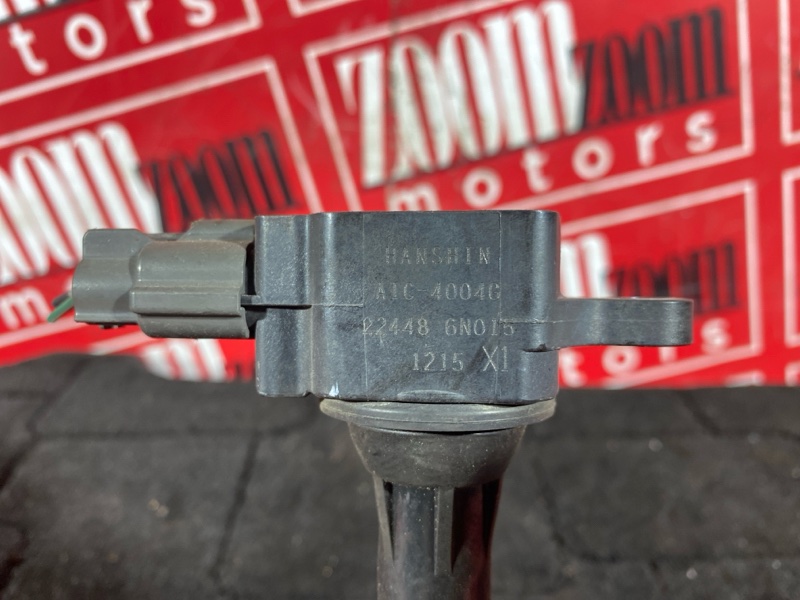 ZOOM ZOOM
motors
HANSHIN
AIC-4004G
22448 6N015
1215 X1